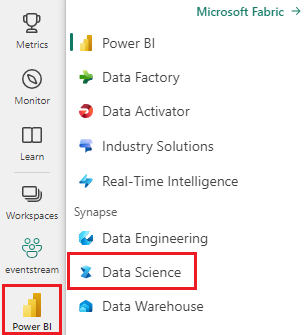 Metrics
Monitor
Learn
Workspaces
eventstream
Power BI
Microsoft Fabric →
Power BI
Data Factory
Data Activator
Industry Solutions
Real-Time Intelligence
Synapse
Data Engineering
Data Science
Data Warehouse